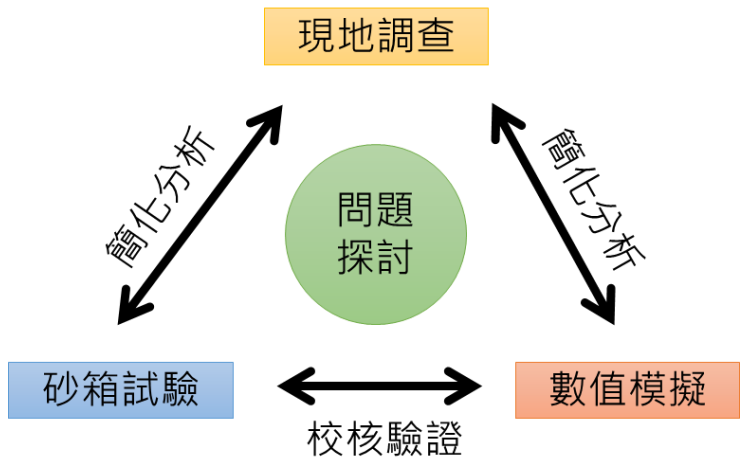 現地調查
簡化分析
簡化分析
問題
探討
砂箱試驗
數值模擬
校核驗證